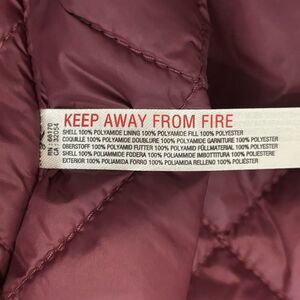 KEEP AWAY FROM FIRE
SHELL 100% POLYAMIDE LINING 100% POLYAMIDE FILL 100% POLYESTER
COQUILLE 100% POLYAMIDE DOUBLURE 100% POLYAMIDE GARNITURE 100% POLYESTER
OBERSTOFF 100% POLYAMID FUTTER 100% POLYAMID FÜLLMATERIAL 100% POLYESTER
SHELL 100% POLIAMMIDE FODERA 100% POLIAMMIDE IMBOTTITURA 100% POLIESTERE
EXTERIOR 100% POLIAMIDA FORRO 100% POLIAMIDA RELLENO 100% POLIÉSTER
RN: 66170